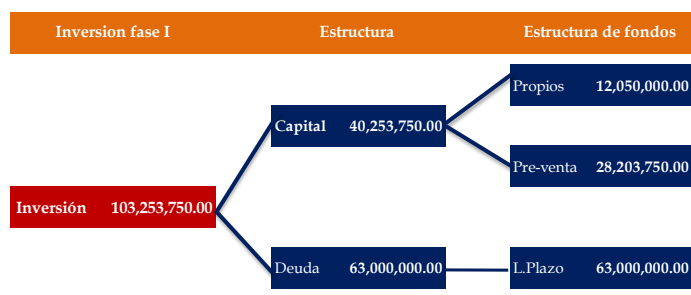 Inversion fase I Estructura Estructura de fondos
Propios 12,050,000.00
Capital 40,253,750.00
Pre-venta 28,203,750.00
Inversión 103,253,750.00
Deuda 63,000,000.00 L.Plazo 63,000,000.00